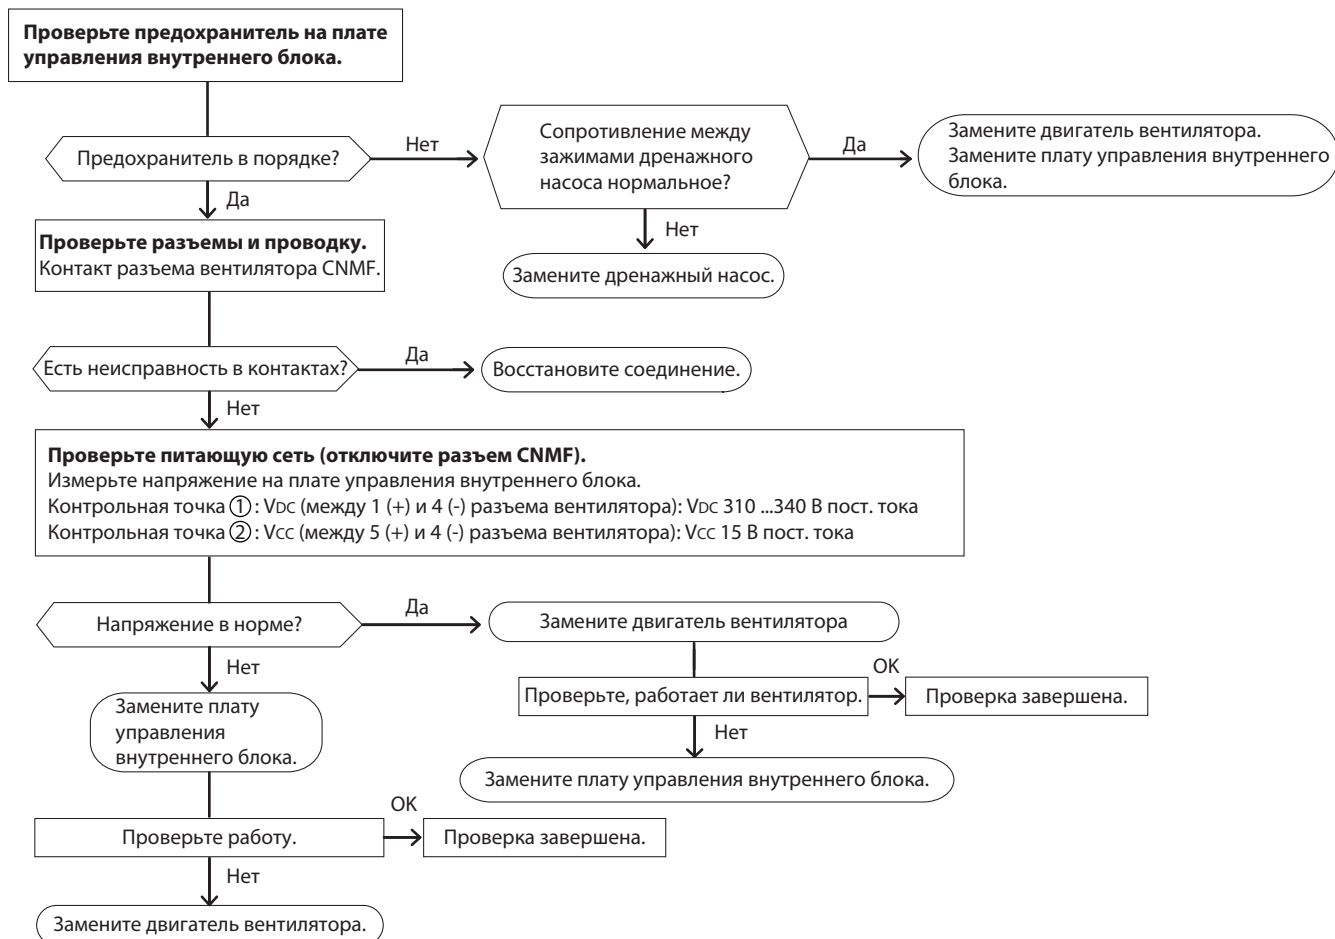 Проверьте предохранитель на плате
управления внутреннего блока.
Предохранитель в порядке?
Нет
Сопротивление между
зажимами дренажного
насоса нормальное?
Да
Замените двигатель вентилятора.
Замените плату управления внутреннего
блока.
Да
Нет
Замените дренажный насос.
Проверьте разъемы и проводку.
Контакт разъема вентилятора CNMF.
Есть неисправность в контактах?
Да
Восстановите соединение.
Нет
Проверьте питающую сеть (отключите разъем CNMF).
Измерьте напряжение на плате управления внутреннего блока.
Контрольная точка ①: VDC (между 1 (+) и 4 (-) разъема вентилятора): VDC 310 ...340 В пост. тока
Контрольная точка ②: VCC (между 5 (+) и 4 (-) разъема вентилятора): VCC 15 В пост. тока
Напряжение в норме?
Да
Замените двигатель вентилятора
Проверьте, работает ли вентилятор.
OK
Проверка завершена.
Нет
Замените плату управления внутреннего блока.
Нет
Замените плату
управления
внутреннего блока.
Проверьте работу.
OK
Проверка завершена.
Нет
Замените двигатель вентилятора.